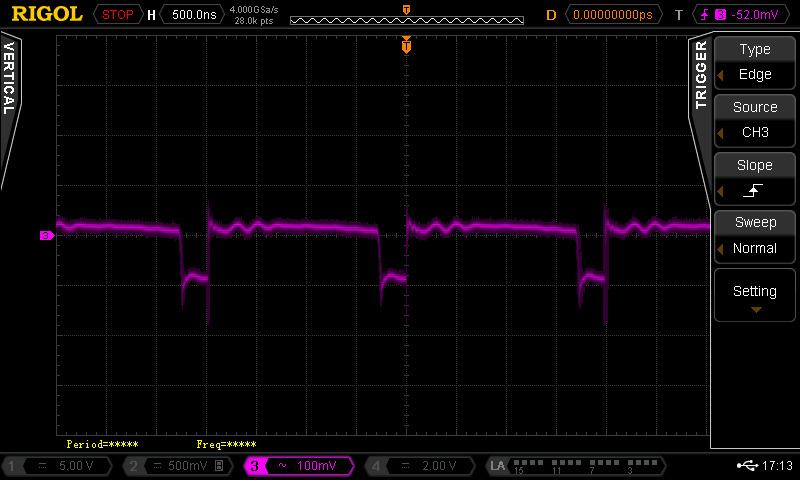 RIGOL STOP H 500.0ns 4.000GSa/s 28.0k pts T D 0.00000000ps T 3 -52.0mV
VERTICAL
T
TRIGGER
Type
Edge
Source
CH3
Slope
Sweep
Normal
Setting
3
Period=***** Freq=*****
1 5.00 V 2 500mV B 3 ~ 100mV 4 2.00 V LA 15 11 7 3 17:13